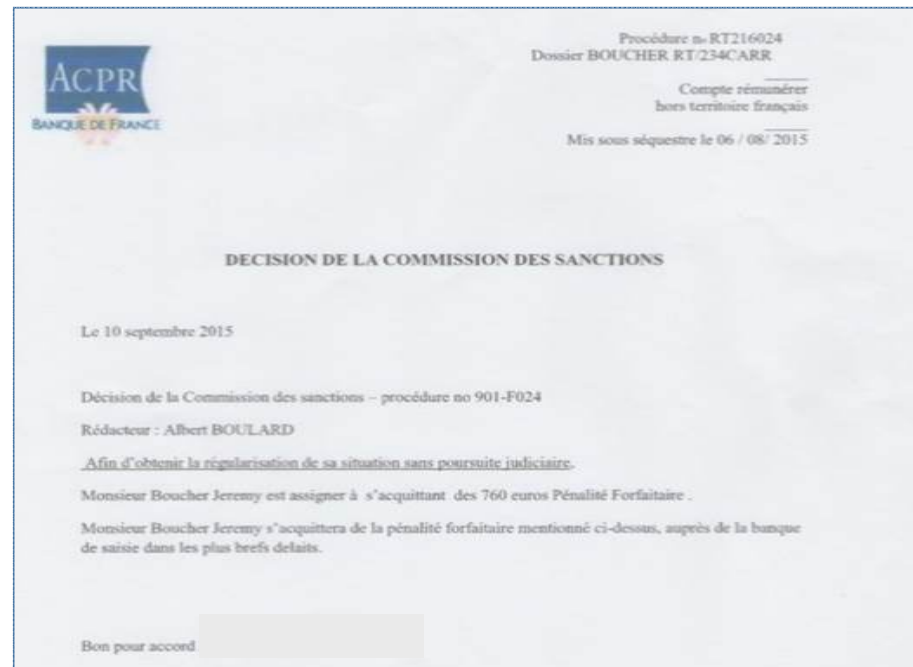 ACPR
BANQUE DE FRANCE
Procédure n° RT216024
Dossier BOUCHER RT/234CARR
Compte rémunérer
hors territoire français
Mis sous séquestre le 06 / 08/ 2015
DECISION DE LA COMMISSION DES SANCTIONS
Le 10 septembre 2015
Décision de la Commission des sanctions – procédure no 901-F024
Rédacteur : Albert BOULARD
Afin d'obtenir la régularisation de sa situation sans poursuite judiciaire,
Monsieur Boucher Jeremy est assigner à s'acquittant des 760 euros Pénalité Forfaitaire .
Monsieur Boucher Jeremy s'acquittera de la pénalité forfaitaire mentionné ci-dessus, auprès de la banque
de saisie dans les plus brefs delaits.
Bon pour accord